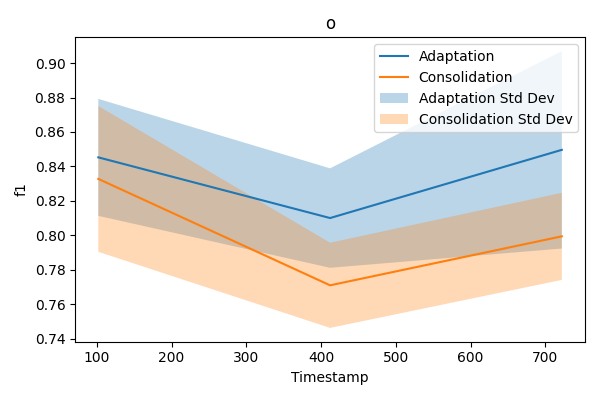 o
f1
0.90
0.88
0.86
0.84
0.82
0.80
0.78
0.76
0.74
Adaptation
Consolidation
Adaptation Std Dev
Consolidation Std Dev
100 200 300 400 500 600 700
Timestamp